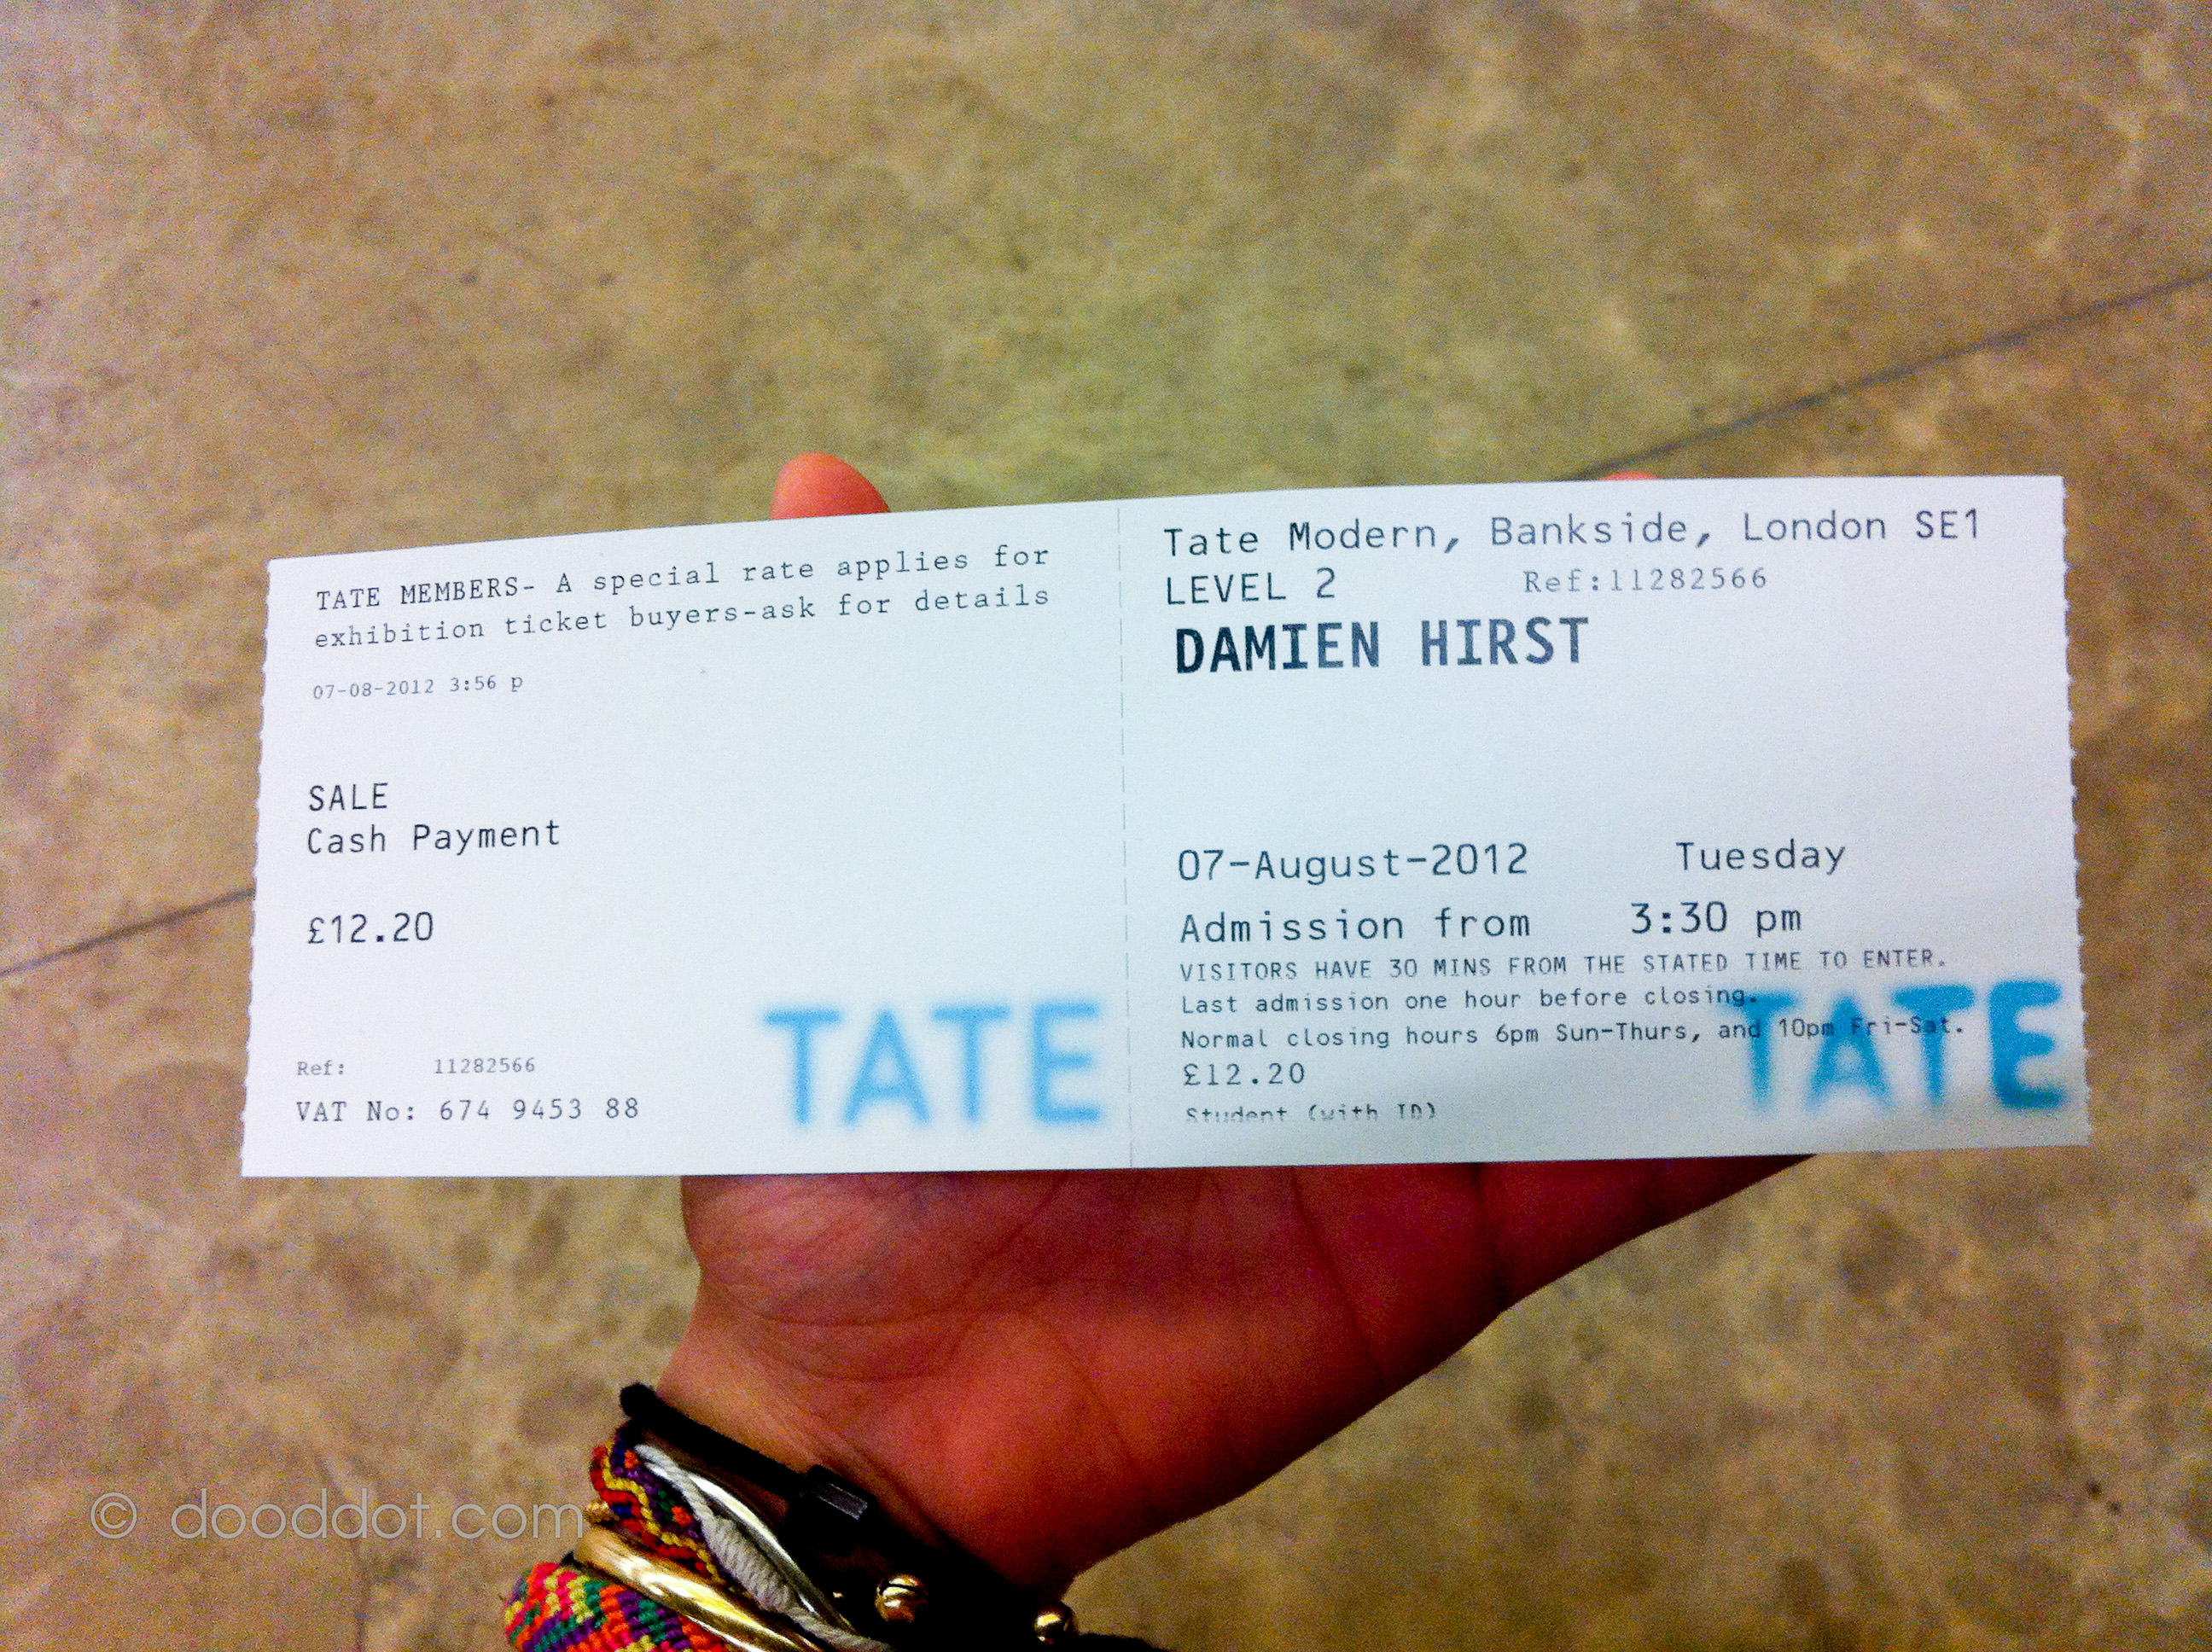 TATE MEMBERS- A special rate applies for
exhibition ticket buyers-ask for details
07-08-2012 3:56 p
SALE
Cash Payment
£12.20
Ref: 11282566
VAT No: 674 9453 88
TATE
Tate Modern, Bankside, London SE1
LEVEL 2 Ref:11282566
DAMIEN HIRST
07-August-2012 Tuesday
Admission from 3:30 pm
VISITORS HAVE 30 MINS FROM THE STATED TIME TO ENTER.
Last admission one hour before closing.
Normal closing hours 6pm Sun-Thurs, and 10pm Fri-Sat.
£12.20
Student (with ID)
TATE
© dooddot.com